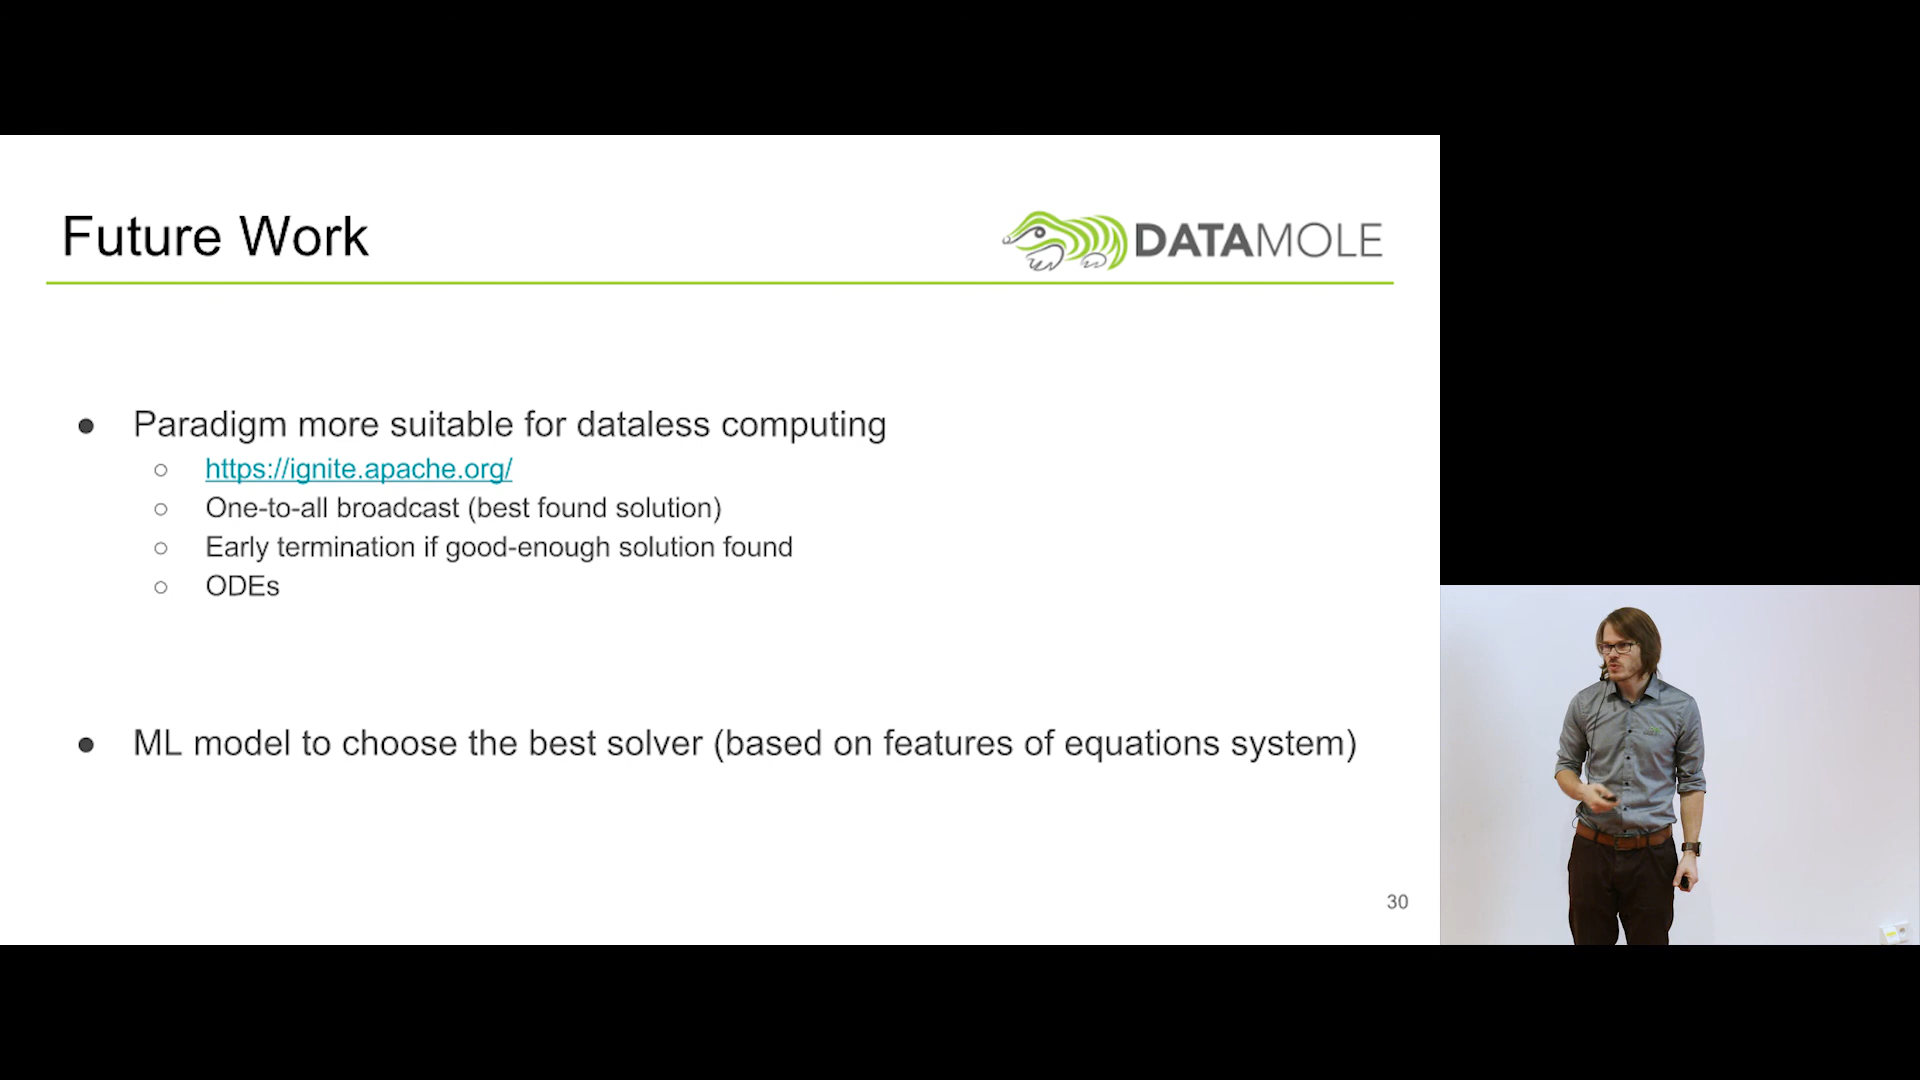 Future Work
DATAMOLE
● Paradigm more suitable for dataless computing
○ https://ignite.apache.org/
○ One-to-all broadcast (best found solution)
○ Early termination if good-enough solution found
○ ODEs
● ML model to choose the best solver (based on features of equations system)
30